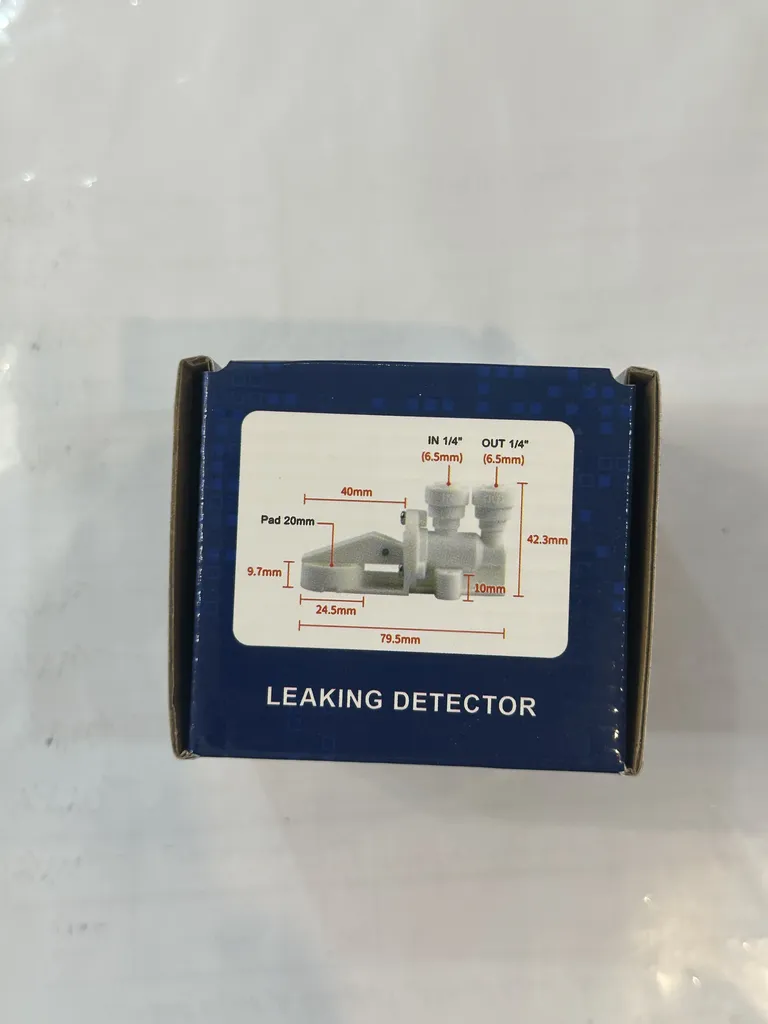 IN 1/4" OUT 1/4"
(6.5mm) (6.5mm)
40mm
Pad 20mm
42.3mm
9.7mm
10mm
24.5mm
79.5mm
LEAKING DETECTOR